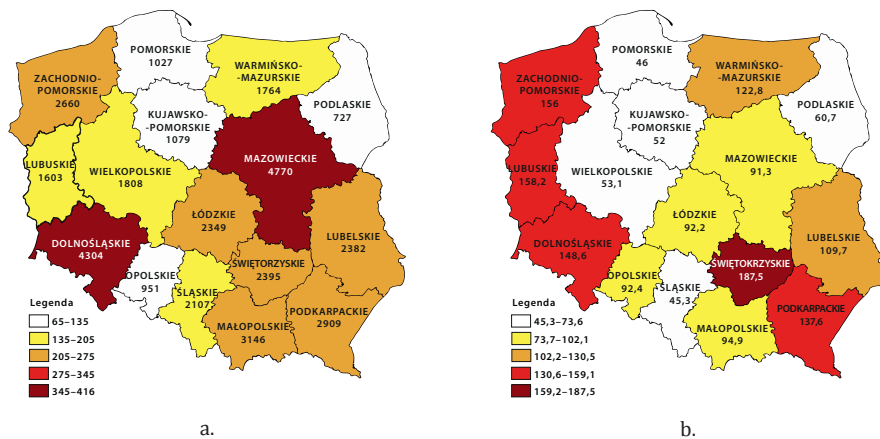 POMORSKIE
1027
WARMIŃSKO-
-MAZURSKIE
1764
ZACHODNIO-
POMORSKIE
2660
PODLASKIE
727
KUJAWSKO-
-POMORSKIE
1079
MAZOWIECKIE
4770
LUBUSKIE
1603
WIELKOPOLSKIE
1808
ŁÓDZKIE
2349
LUBELSKIE
2382
DOLNOŚLĄSKIE
4304
OPOLSKIE
951
ŚLĄSKIE
2107
ŚWIĘTORZYSKIE
2395
MAŁOPOLSKIE
3146
PODKARPACKIE
2909
Legenda
65–135
135–205
205–275
275–345
345–416
a.
POMORSKIE
46
WARMIŃSKO-
-MAZURSKIE
122,8
ZACHODNIO-
POMORSKIE
156
PODLASKIE
60,7
KUJAWSKO-
-POMORSKIE
52
MAZOWIECKIE
91,3
LUBUSKIE
158,2
WIELKOPOLSKIE
53,1
ŁÓDZKIE
92,2
LUBELSKIE
109,7
DOLNOŚLĄSKIE
148,6
OPOLSKIE
92,4
ŚLĄSKIE
45,3
ŚWIĘTOKRZYSKIE
187,5
MAŁOPOLSKIE
94,9
PODKARPACKIE
137,6
Legenda
45,3–73,6
73,7–102,1
102,2–130,5
130,6–159,1
159,2–187,5
b.